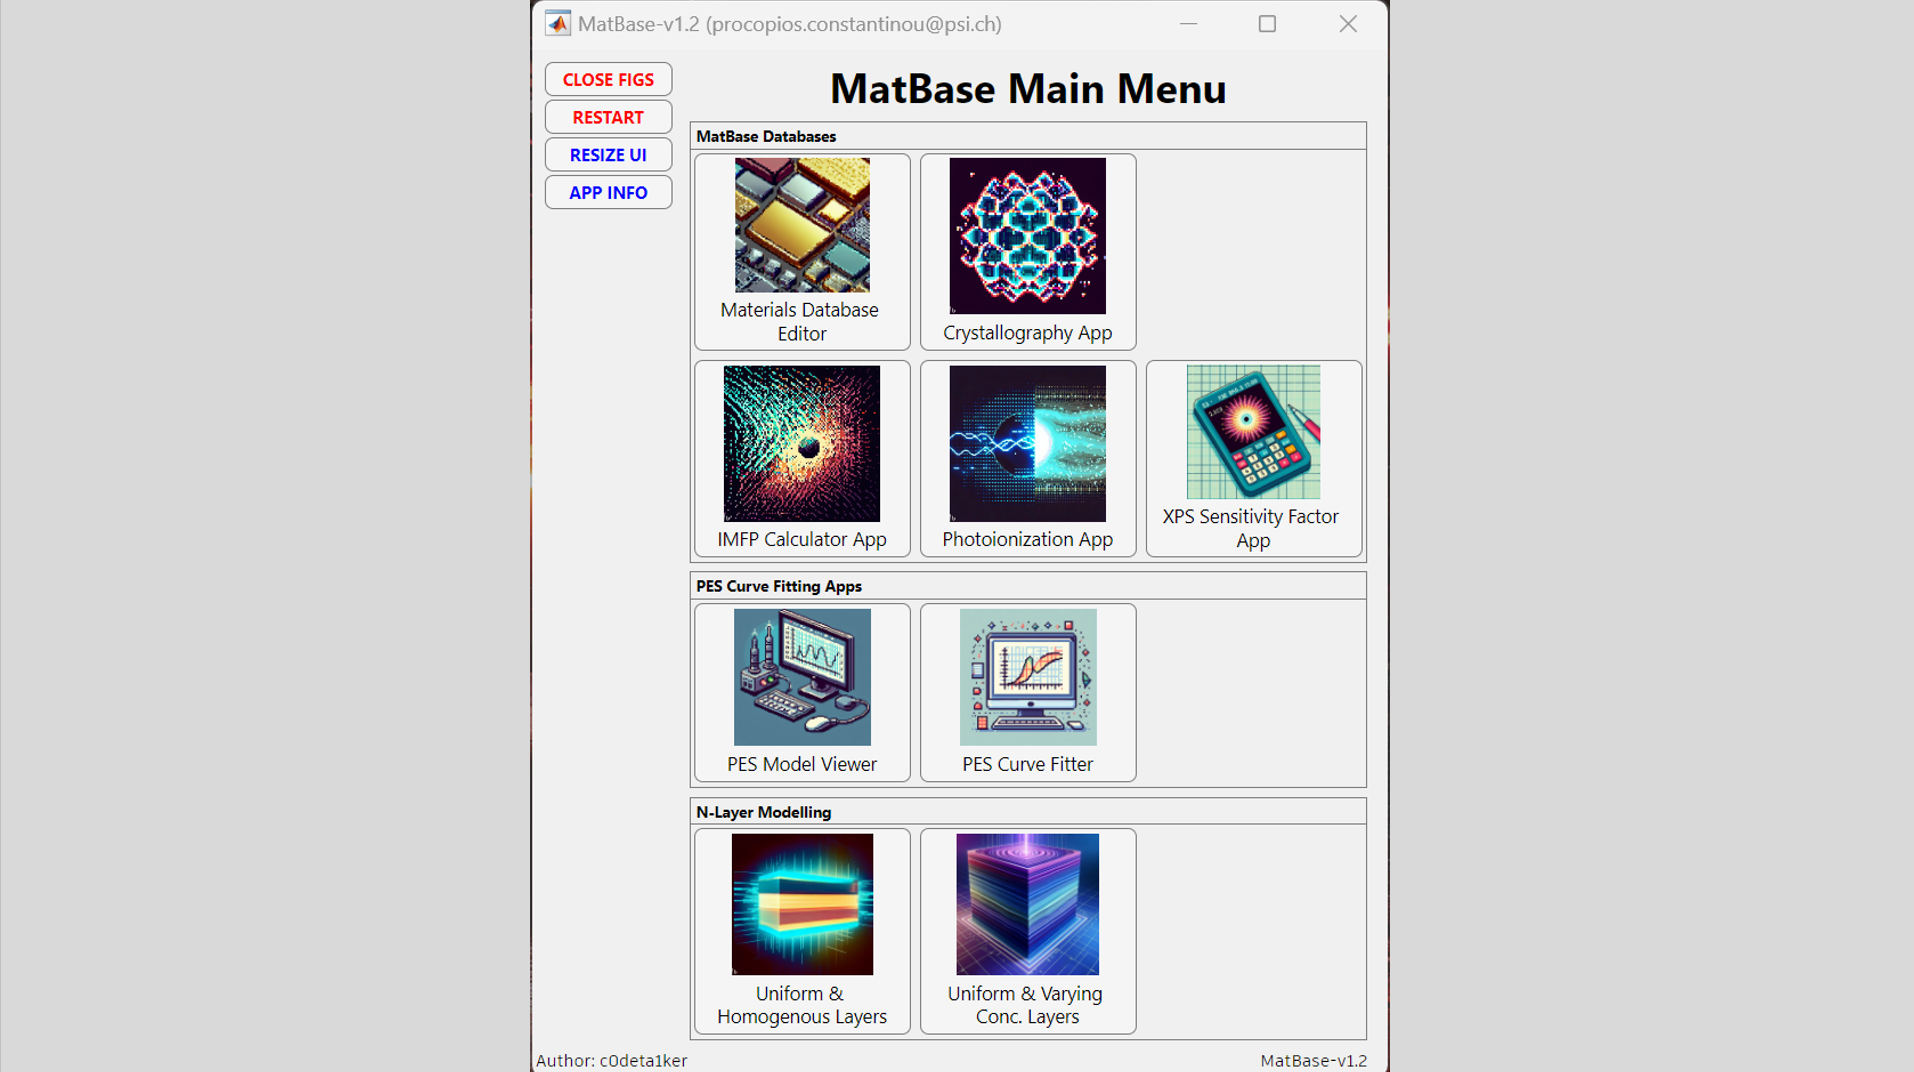 MatBase-v1.2 (procopios.constantinou@psi.ch)
CLOSE FIGS
RESTART
RESIZE UI
APP INFO
MatBase Main Menu
MatBase Databases
Materials Database
Editor
Crystallography App
IMFP Calculator App
Photoionization App
XPS Sensitivity Factor
App
PES Curve Fitting Apps
PES Model Viewer
PES Curve Fitter
N-Layer Modelling
Uniform &
Homogenous Layers
Uniform & Varying
Conc. Layers
Author: c0deta1ker
MatBase-v1.2